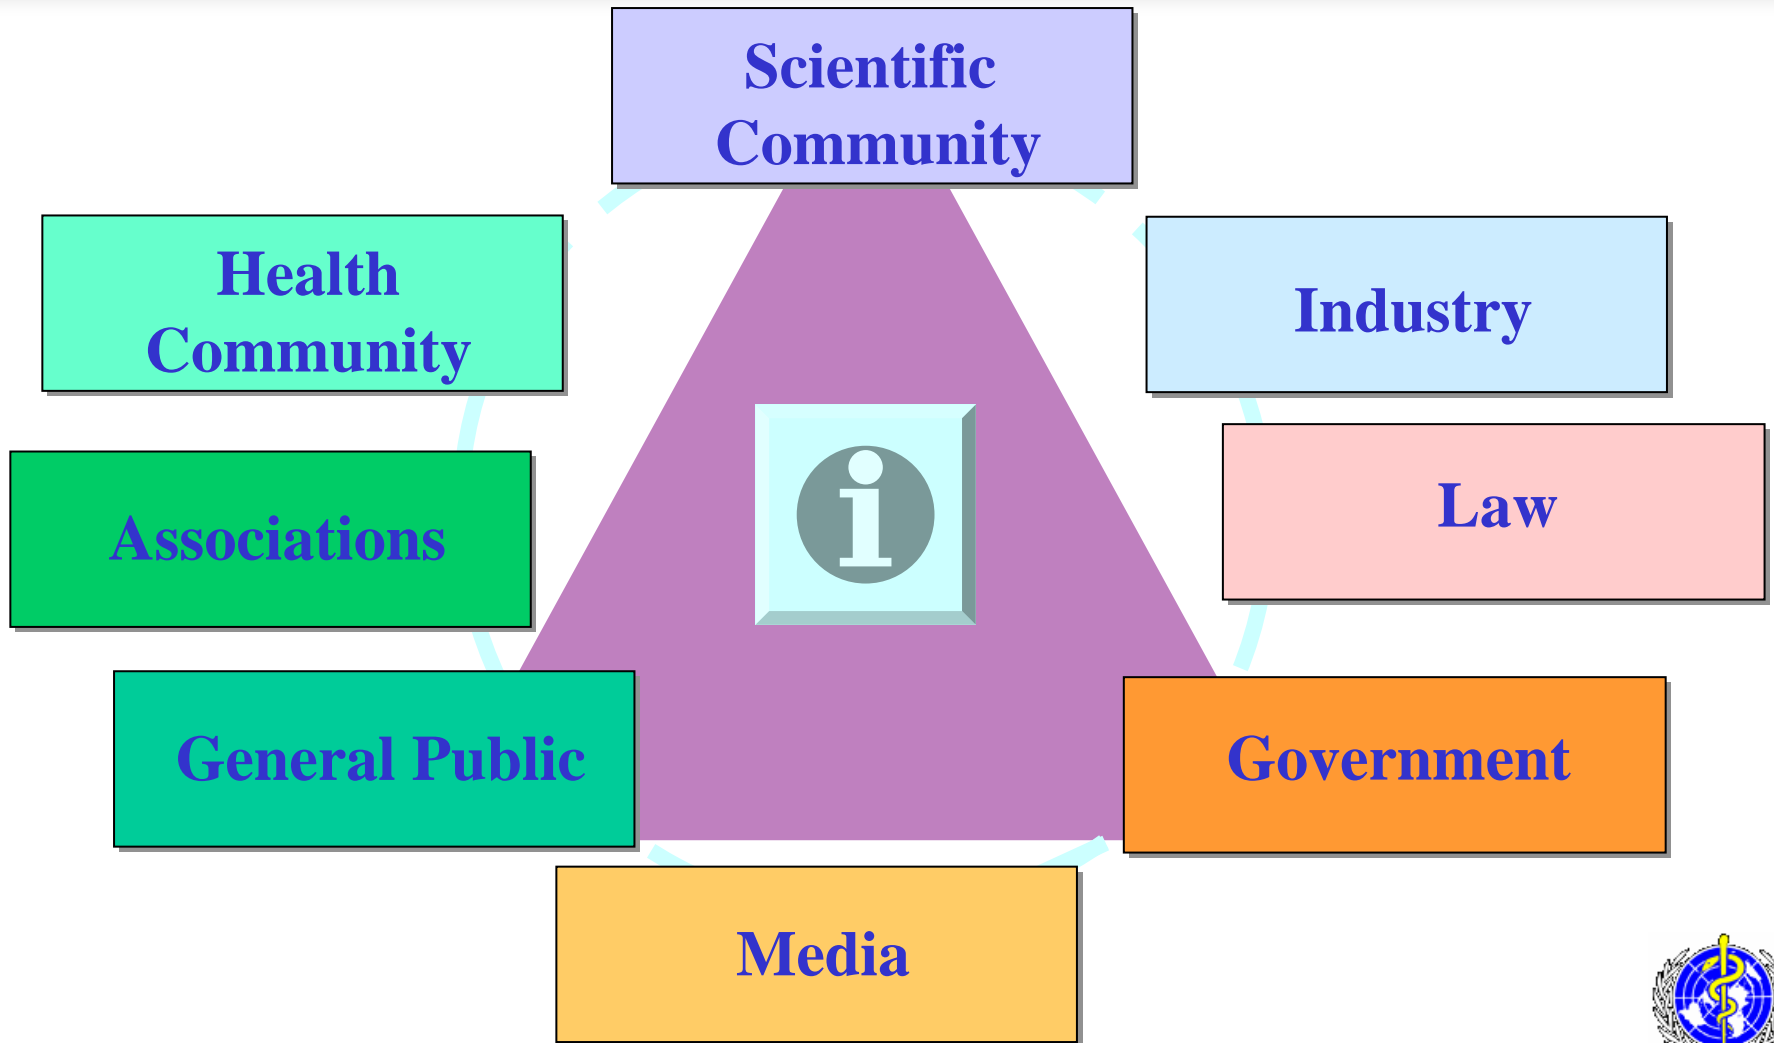 Scientific
Community
Health
Community
Industry
Associations
Law
General Public
Government
Media